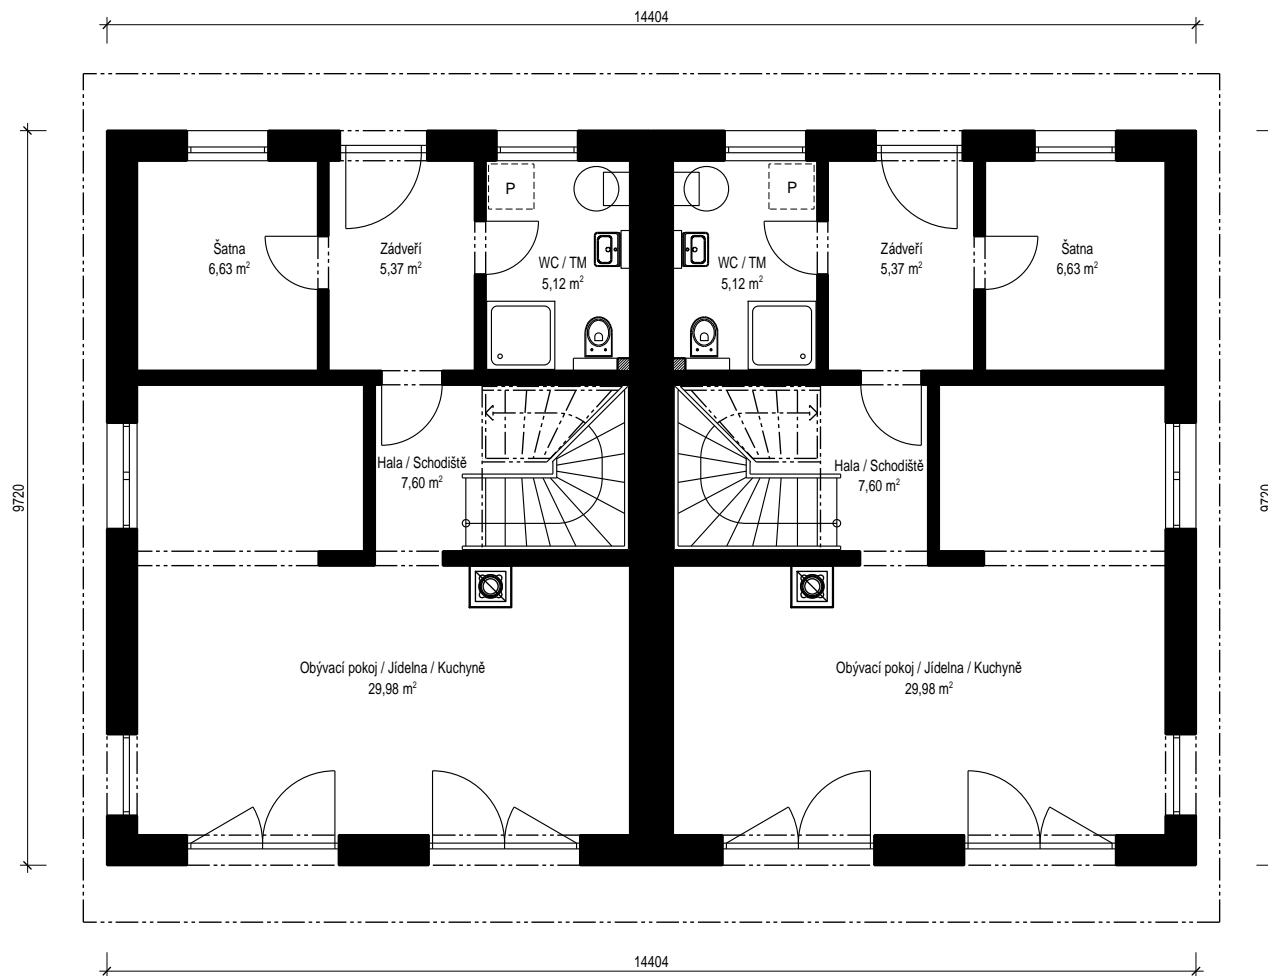 14404
9720
9720
P
P
Šatna
6,63 m²
Zádveří
5,37 m²
WC / TM
5,12 m²
WC / TM
5,12 m²
Zádveří
5,37 m²
Šatna
6,63 m²
Hala / Schodiště
7,60 m²
Hala / Schodiště
7,60 m²
Obývací pokoj / Jídelna / Kuchyně
29,98 m²
Obývací pokoj / Jídelna / Kuchyně
29,98 m²
14404